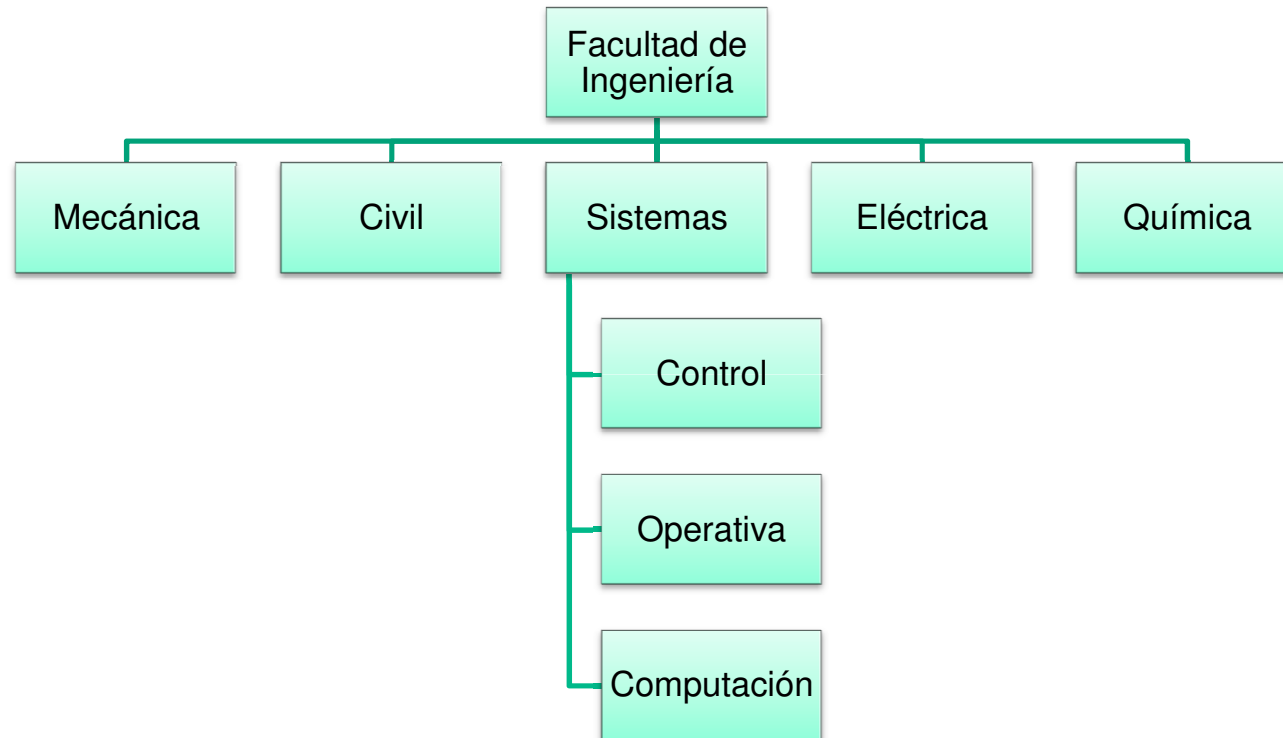 Facultad de
Ingeniería
Mecánica
Civil
Sistemas
Eléctrica
Química
Control
Operativa
Computación